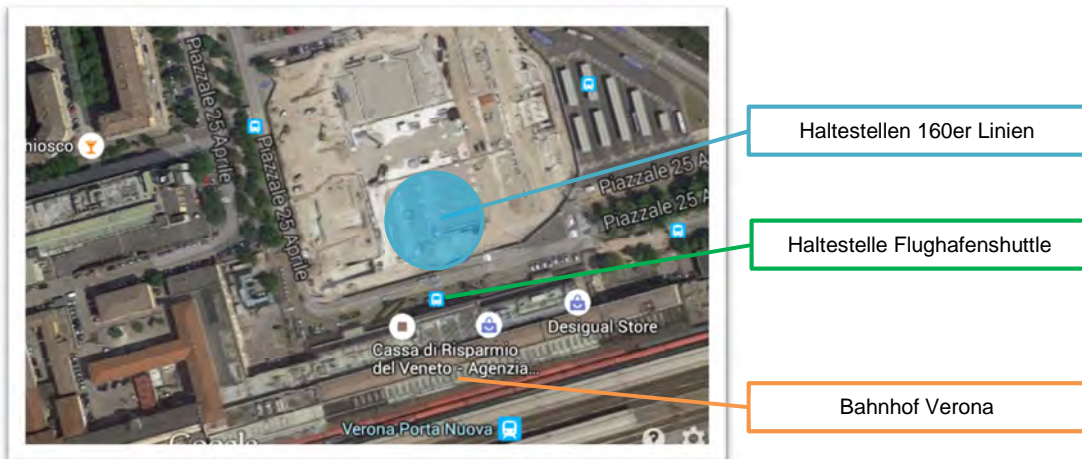 Piazzale 25 Aprile
hiosco
Piazzale 25 Aprile
Piazzale 25 A
Piazzale 25 A
Desigual Store
Cassa di Risparmio
del Veneto - Agenzia...
Verona Porta Nuova
Google
?
Haltestellen 160er Linien
Haltestelle Flughafenshuttle
Bahnhof Verona